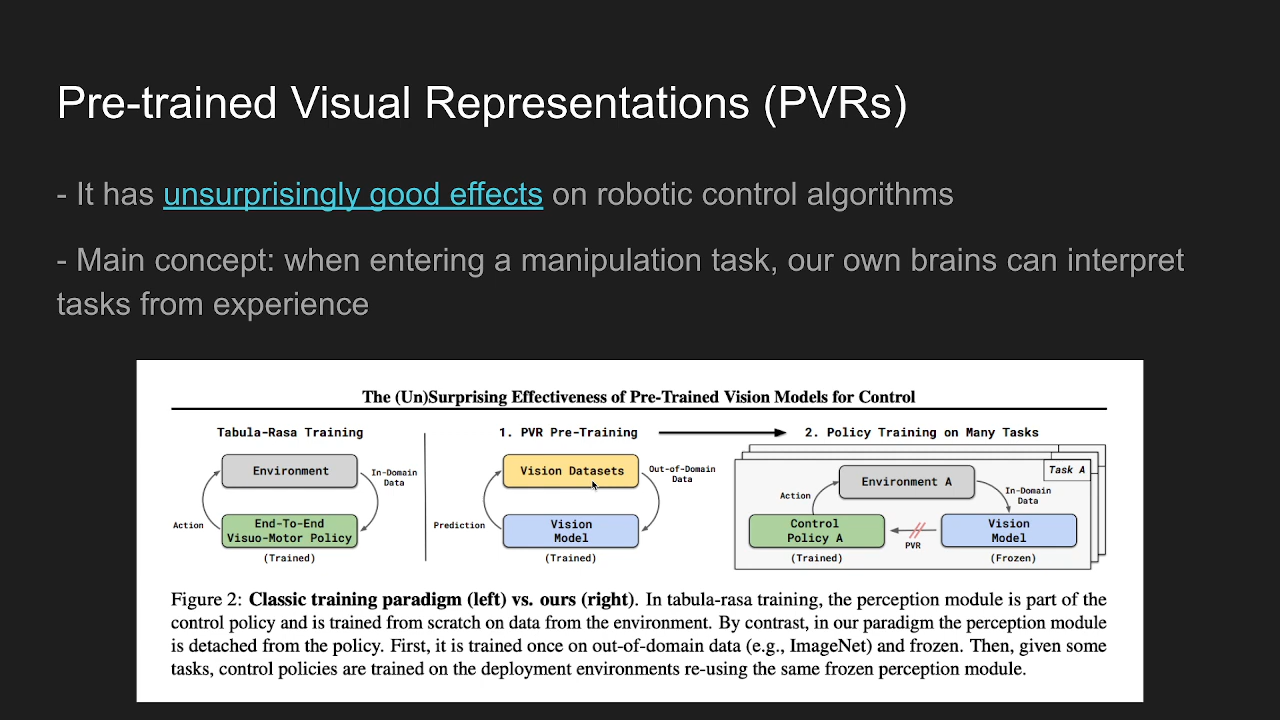 Pre-trained Visual Representations (PVRs)
- It has unsurprisingly good effects on robotic control algorithms
- Main concept: when entering a manipulation task, our own brains can interpret
tasks from experience
The (Un)Surprising Effectiveness of Pre-Trained Vision Models for Control
Tabula-Rasa Training
Environment
In-Domain
Data
Action
End-To-End
Visuo-Motor Policy
(Trained)
1. PVR Pre-Training
Vision Datasets
Out-of-Domain
Data
Prediction
Vision
Model
(Trained)
2. Policy Training on Many Tasks
Task A
Environment A
Action
In-Domain
Data
Control
Policy A
PVR
Vision
Model
(Trained)
(Frozen)
Figure 2: Classic training paradigm (left) vs. ours (right). In tabula-rasa training, the perception module is part of the
control policy and is trained from scratch on data from the environment. By contrast, in our paradigm the perception module
is detached from the policy. First, it is trained once on out-of-domain data (e.g., ImageNet) and frozen. Then, given some
tasks, control policies are trained on the deployment environments re-using the same frozen perception module.